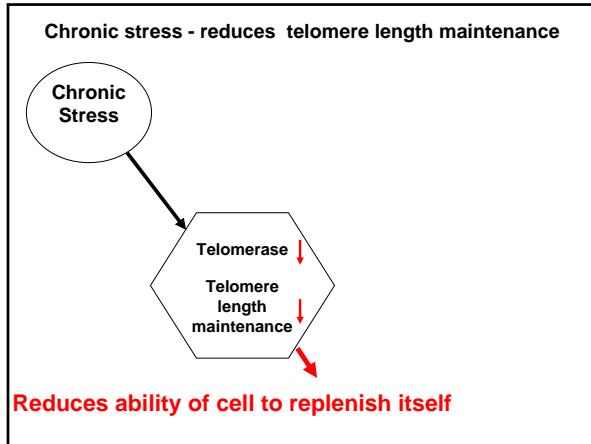 Chronic stress - reduces telomere length maintenance
Chronic
Stress
Telomerase
Telomere
length
maintenance
Reduces ability of cell to replenish itself